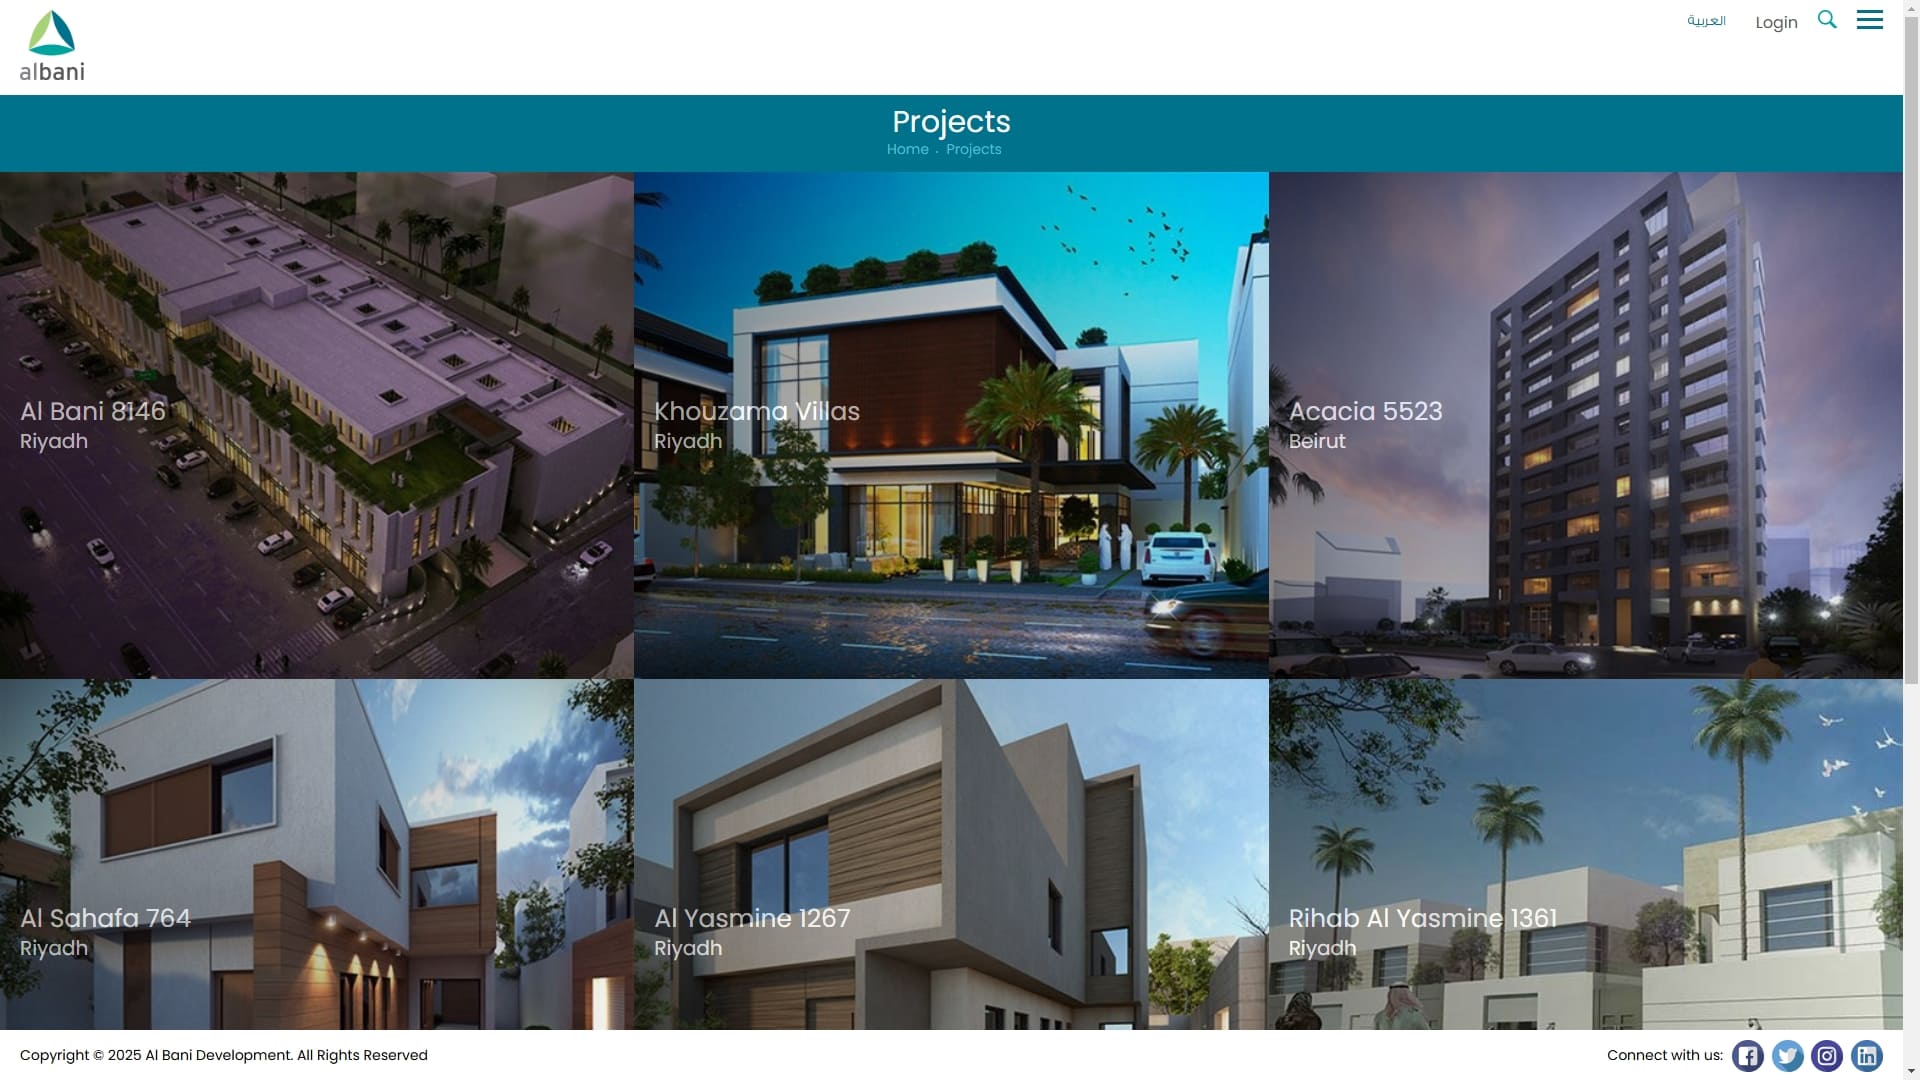 albani
العربية
Login
Projects
Home . Projects
Al Bani 8146
Riyadh
Khouzama Villas
Riyadh
Acacia 5523
Beirut
Al Sahafa 764
Riyadh
Al Yasmine 1267
Riyadh
Rihab Al Yasmine 1361
Riyadh
Copyright © 2025 Al Bani Development. All Rights Reserved
Connect with us: